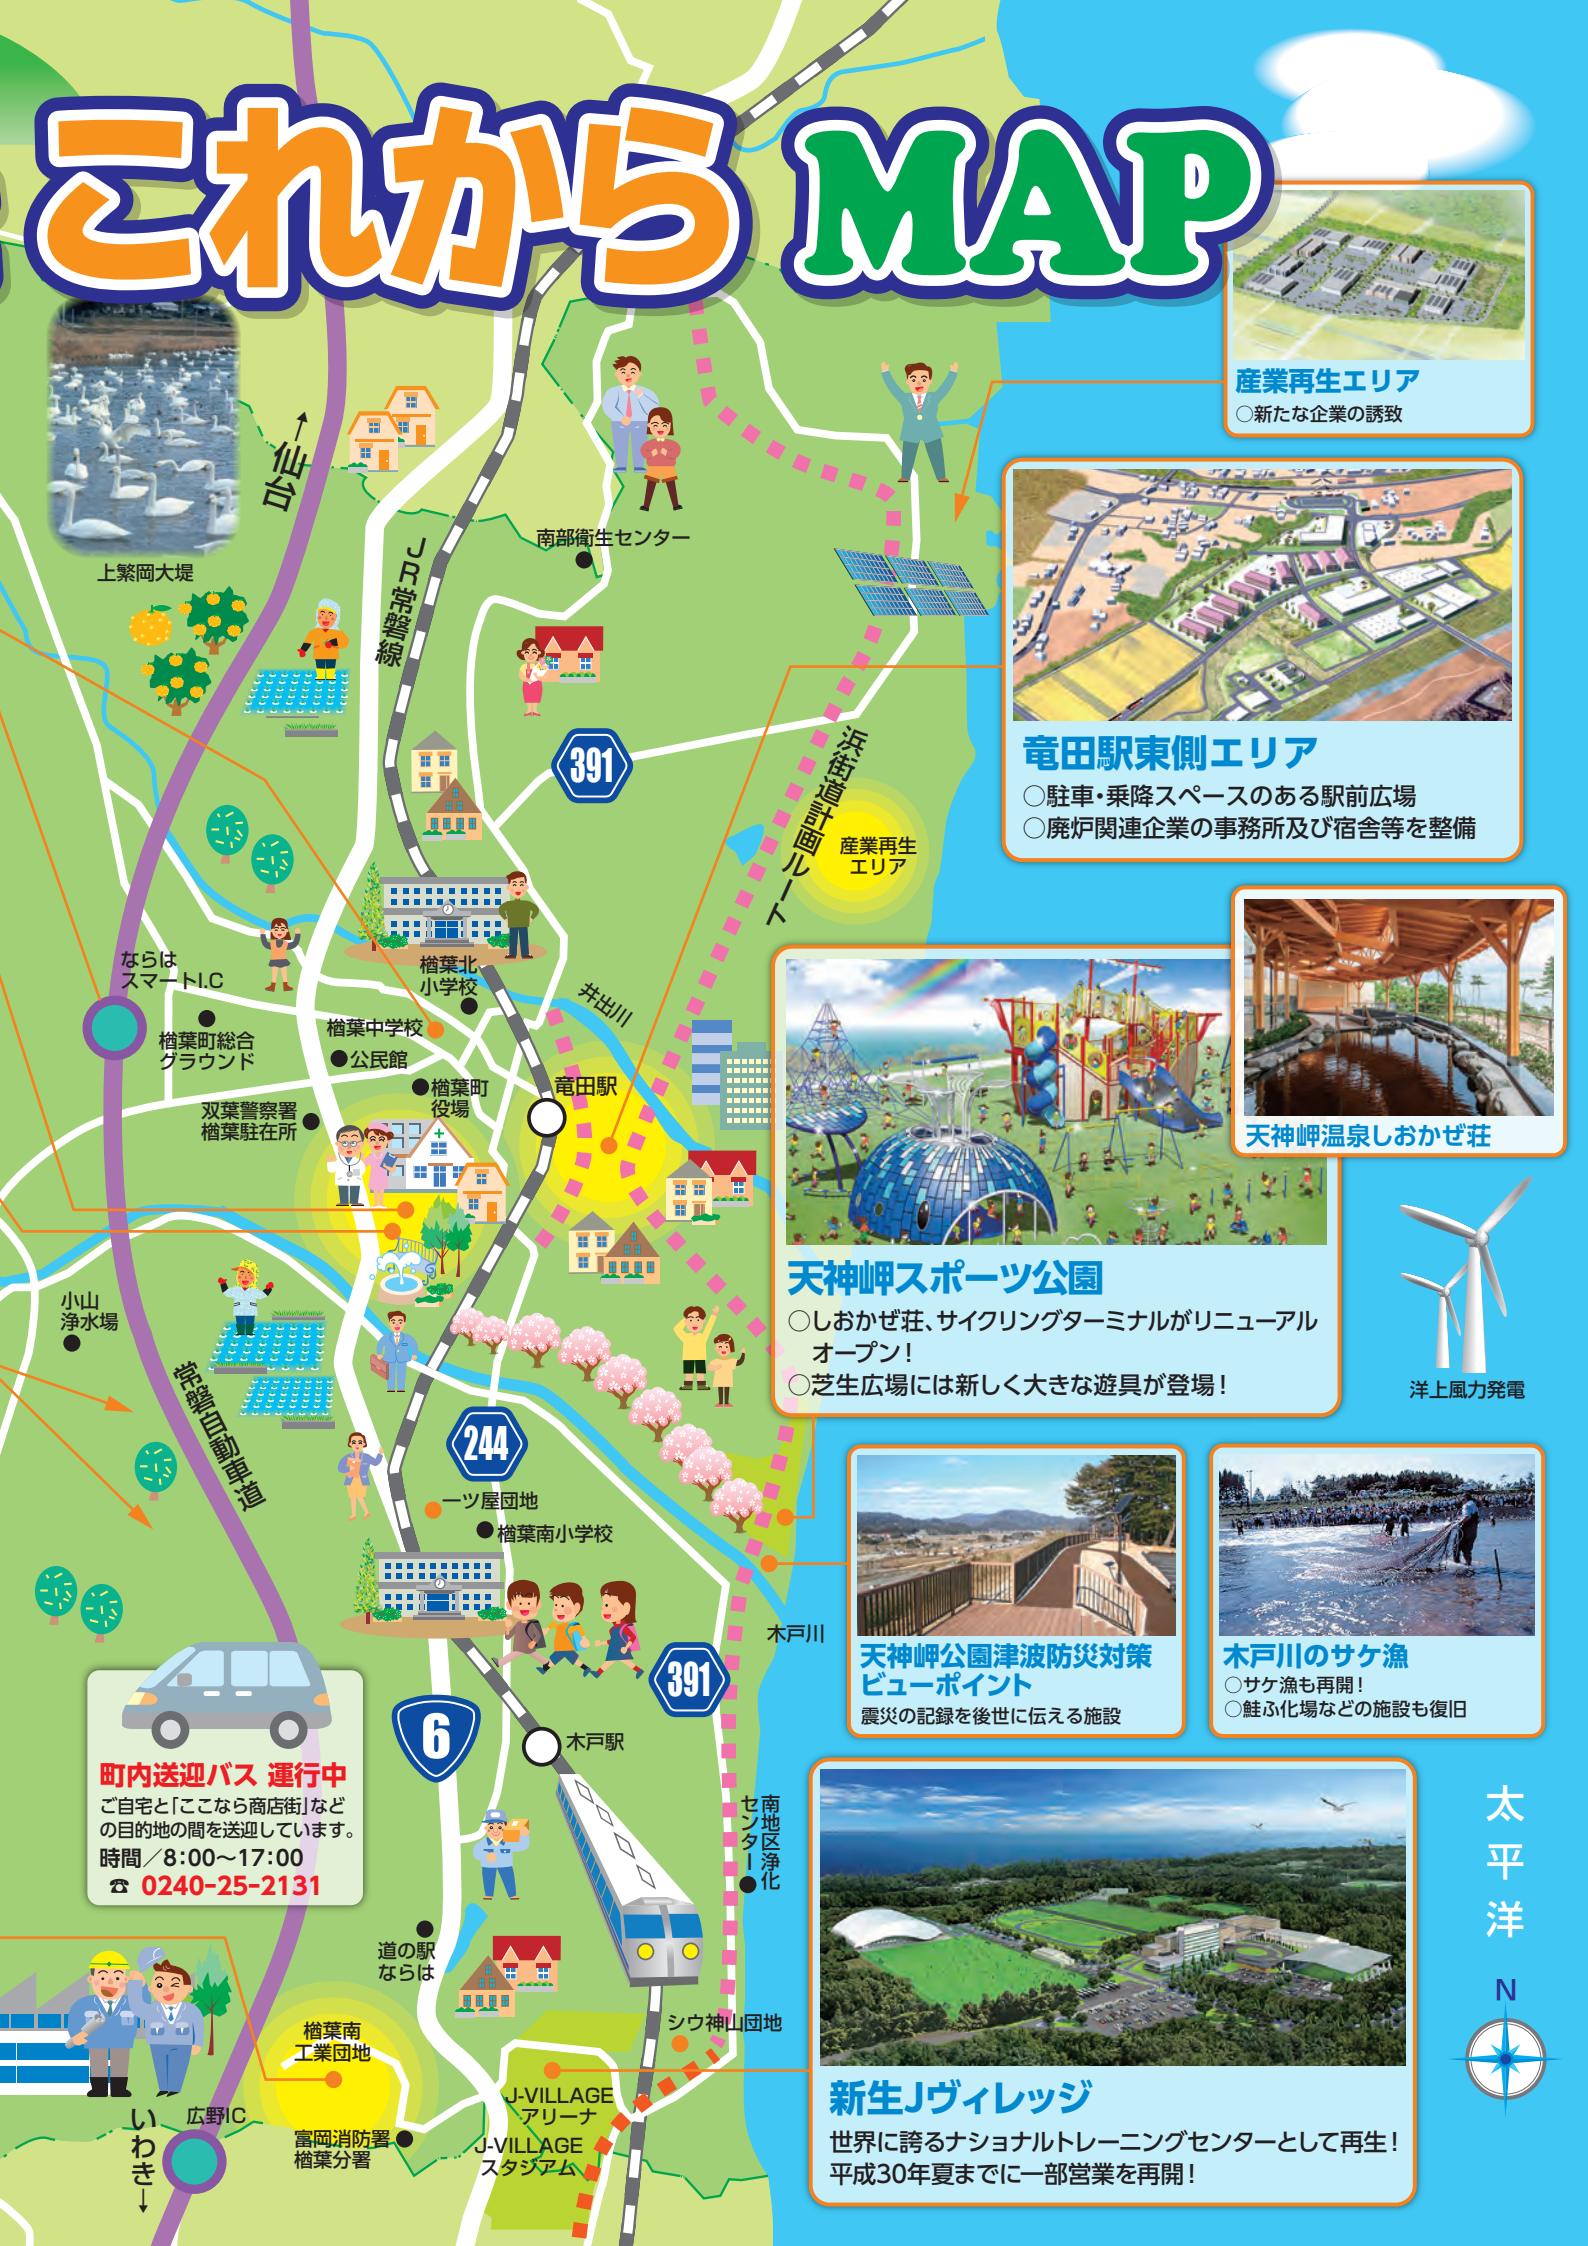 これからMAP
上繁岡大堤
→仙台
JR常磐線
南部衛生センター
産業再生エリア
○新たな企業の誘致
竜田駅東側エリア
○駐車・乗降スペースのある駅前広場
○廃炉関連企業の事務所及び宿舎等を整備
391
浜街道計画ルート
産業再生
エリア
ならは
スマートI.C
楢葉北
小学校
井出川
楢葉町総合
グラウンド
楢葉中学校
公民館
楢葉町
役場
竜田駅
双葉警察署
楢葉駐在所
天神岬温泉しおかぜ荘
天神岬スポーツ公園
○しおかぜ荘、サイクリングターミナルがリニューアル
オープン！
○芝生広場には新しく大きな遊具が登場！
洋上風力発電
小山
浄水場
常磐自動車道
244
一ツ屋団地
楢葉南小学校
木戸川
天神岬公園津波防災対策
ビューポイント
震災の記録を後世に伝える施設
木戸川のサケ漁
○サケ漁も再開！
○鮭ふ化場などの施設も復旧
391
6
木戸駅
町内送迎バス 運行中
ご自宅と「ここなら商店街」など
の目的地の間を送迎しています。
時間／8：00～17：00
☎ 0240-25-2131
南地区浄化
センター
太平洋
N
道の駅
ならは
シウ神山団地
楢葉南
工業団地
J-VILLAGE
アリーナ
J-VILLAGE
スタジアム
広野IC
いわき→
富岡消防署
楢葉分署
新生Jヴィレッジ
世界に誇るナショナルトレーニングセンターとして再生！
平成30年夏までに一部営業を再開！